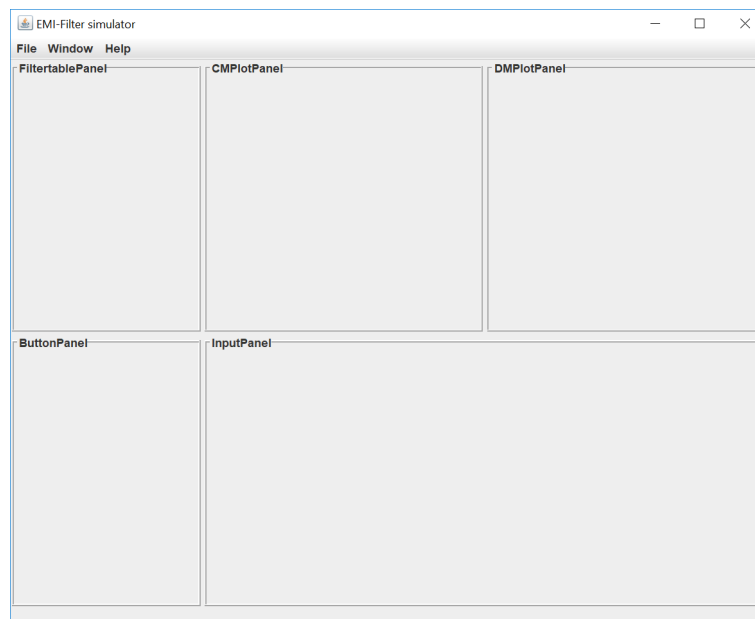 EMI-Filter simulator
File Window Help
FiltertablePanel CMPlotPanel DMPlotPanel
ButtonPanel InputPanel